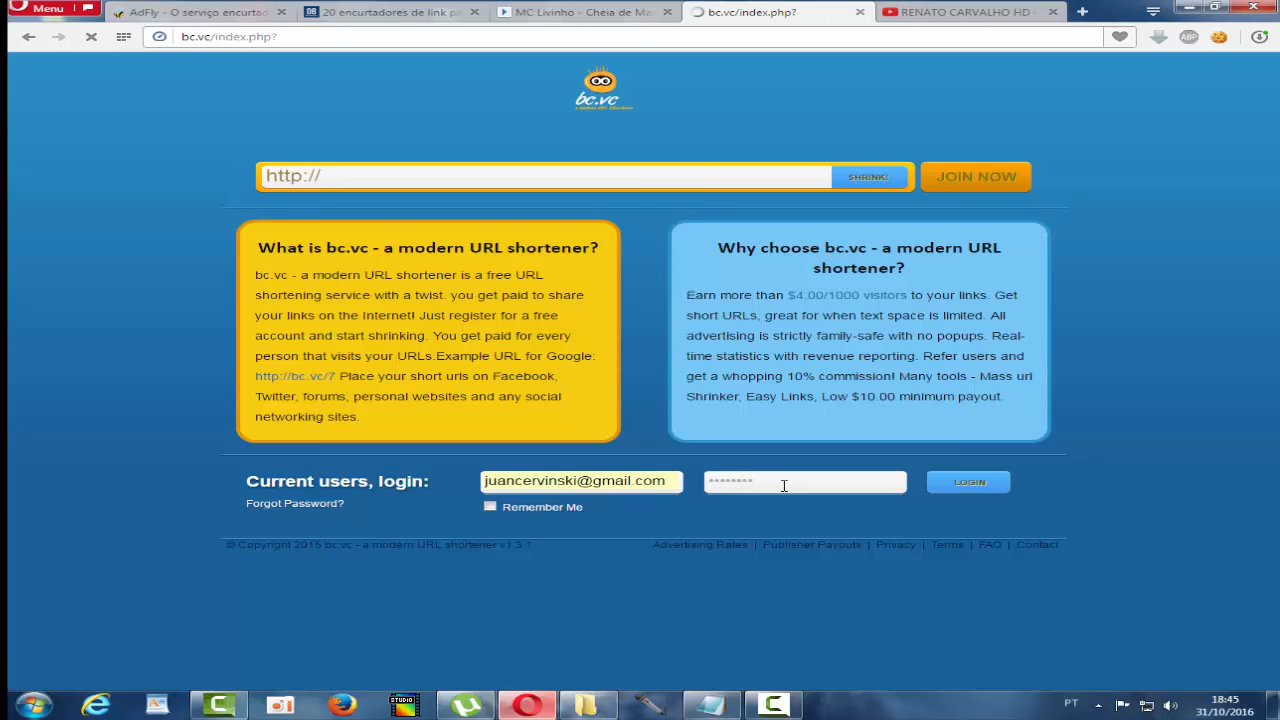 Menu
AdFly - O serviço encurtad
20 encurtadores de link pa
MC Livinho - Cheia de Mar
bc.vc/index.php?
RENATO CARVALHO HD -
bc.vc/index.php?
ABP
bc.vc
a modern URL Shortener
http://
SHRINK!
JOIN NOW
What is bc.vc - a modern URL shortener?
bc.vc - a modern URL shortener is a free URL
shortening service with a twist. you get paid to share
your links on the Internet! Just register for a free
account and start shrinking. You get paid for every
person that visits your URLs.Example URL for Google:
http://bc.vc/7 Place your short urls on Facebook,
Twitter, forums, personal websites and any social
networking sites.
Why choose bc.vc - a modern URL
shortener?
Earn more than $4.00/1000 visitors to your links. Get
short URLs, great for when text space is limited. All
advertising is strictly family-safe with no popups. Real-
time statistics with revenue reporting. Refer users and
get a whopping 10% commission! Many tools - Mass url
Shrinker, Easy Links, Low $10.00 minimum payout.
Current users, login:
juancervinski@gmail.com
********
LOGIN
Forgot Password?
Remember Me
© Copyright 2015 bc.vc - a modern URL shortener v1.3.1
Advertising Rates | Publisher Payouts | Privacy | Terms | FAQ | Contact
STUDIO
PT
18:45
31/10/2016